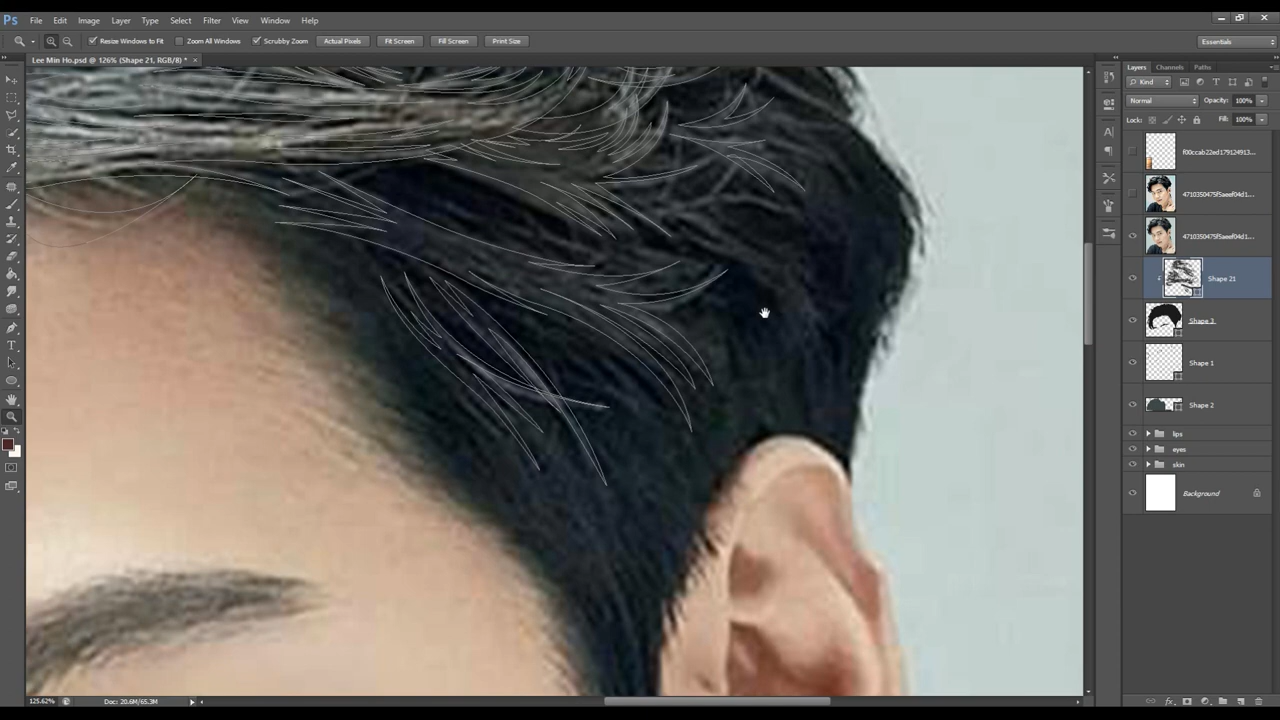 Ps File Edit Image Layer Type Select Filter View Window Help
Resize Windows to Fit Zoom All Windows Scrubby Zoom Actual Pixels Fit Screen Fill Screen Print Size Essentials
Lee Min Ho.psd @ 126% (Shape 21, RGB/8) * ×
Layers Channels Paths
Kind
Normal Opacity: 100%
Lock: Fill: 100%
f00ccab22ed179124913...
4710350475f5aeef04d1...
4710350475f5aeef04d1...
Shape 21
Shape 3
Shape 1
Shape 2
lips
eyes
skin
Background
125.62% Doc: 20.6M/65.3M